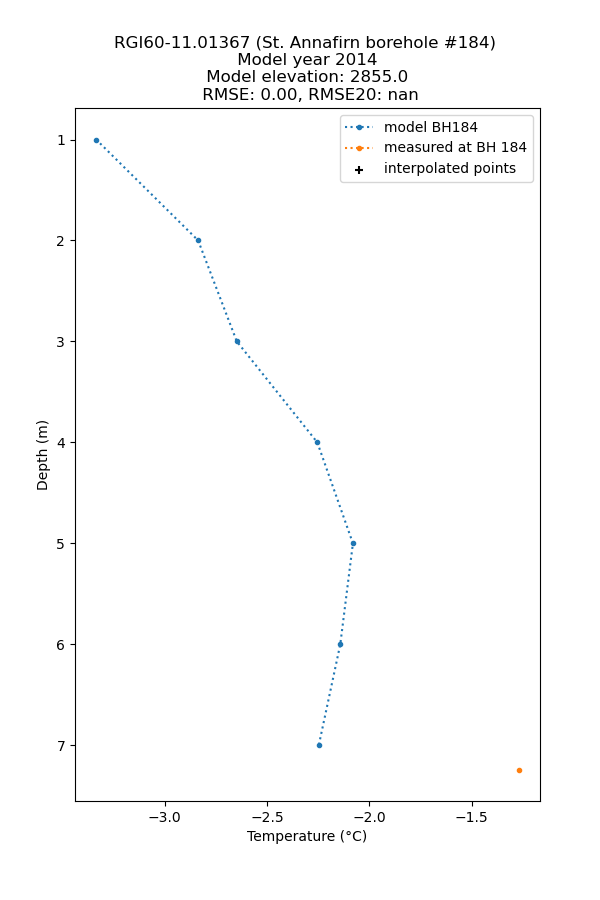 RGI60-11.01367 (St. Annafirn borehole #184)
Model year 2014
Model elevation: 2855.0
RMSE: 0.00, RMSE20: nan
model BH184
measured at BH 184
interpolated points
1
2
3
4
5
6
7
Depth (m)
−3.0
−2.5
−2.0
−1.5
Temperature (°C)